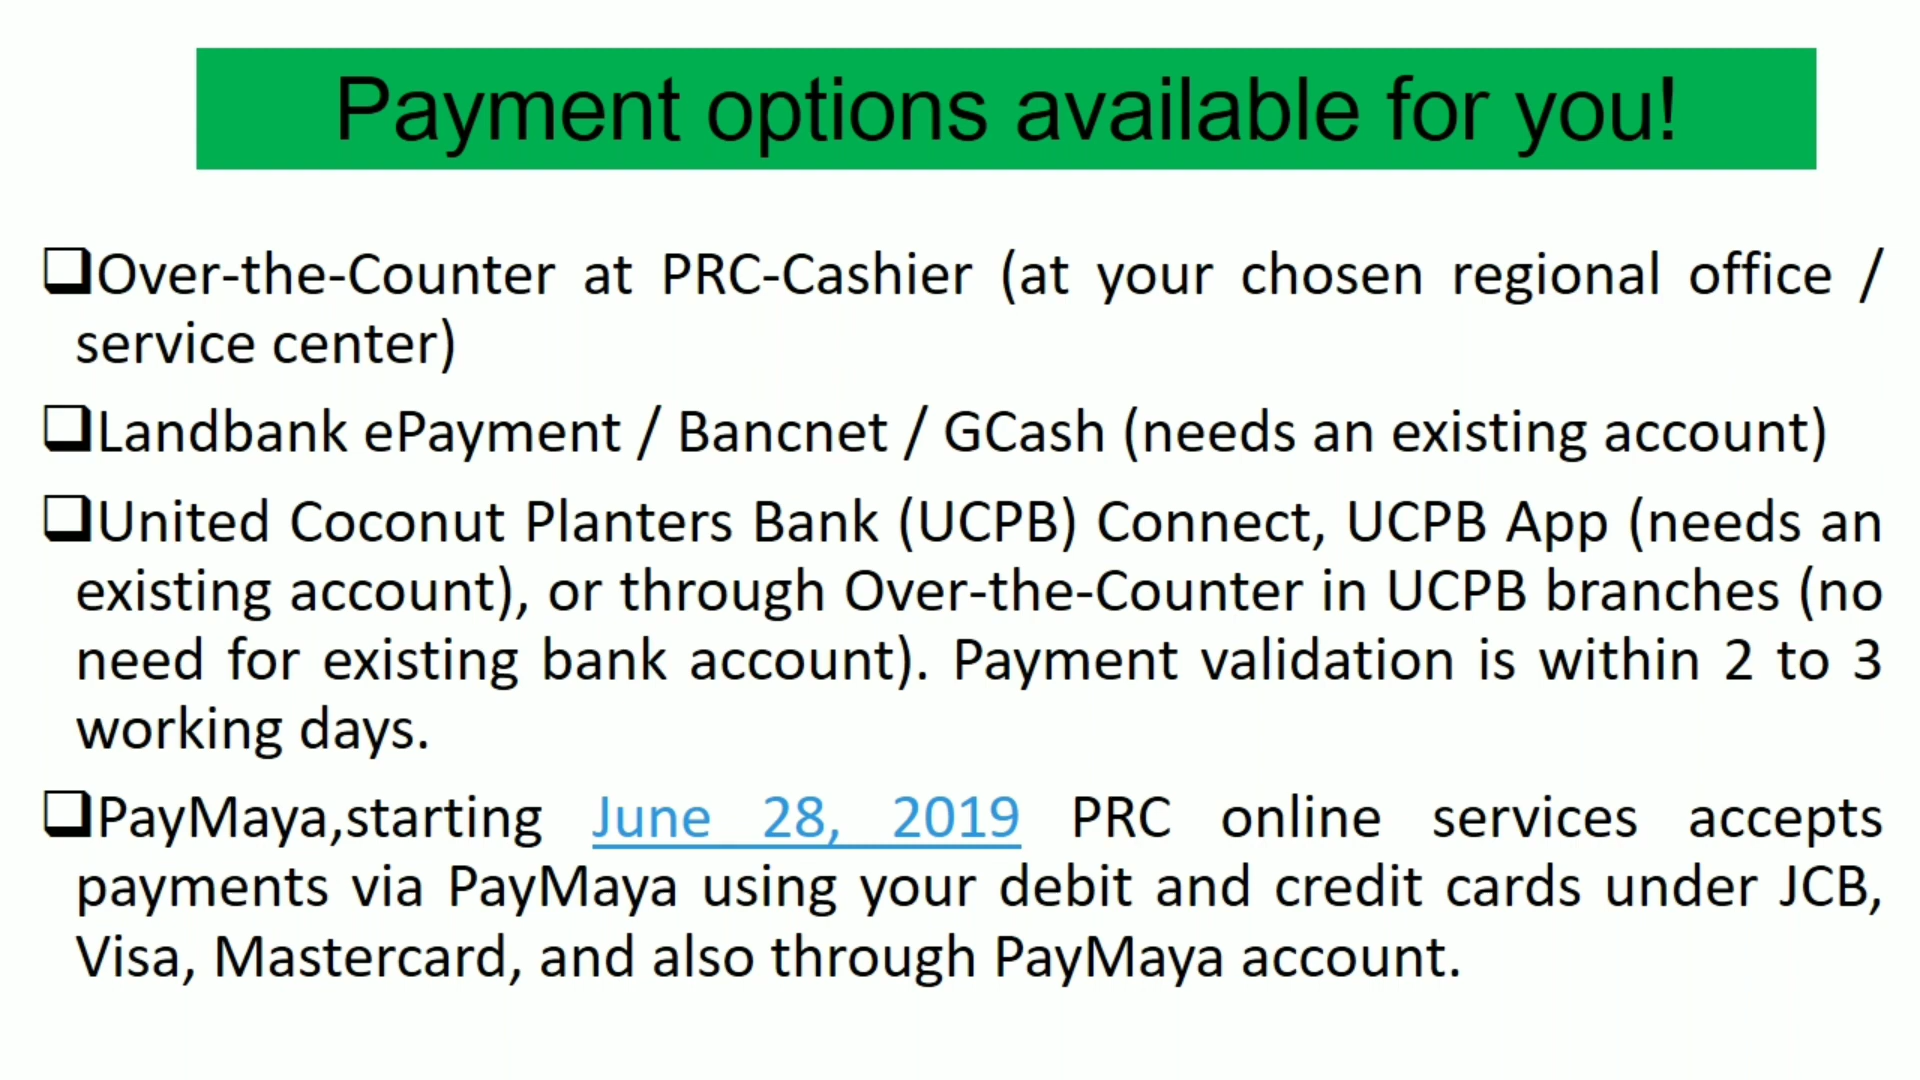 Payment options available for you!
❑Over-the-Counter at PRC-Cashier (at your chosen regional office /
service center)
❑Landbank ePayment / Bancnet / GCash (needs an existing account)
❑United Coconut Planters Bank (UCPB) Connect, UCPB App (needs an
existing account), or through Over-the-Counter in UCPB branches (no
need for existing bank account). Payment validation is within 2 to 3
working days.
❑PayMaya,starting June 28, 2019 PRC online services accepts
payments via PayMaya using your debit and credit cards under JCB,
Visa, Mastercard, and also through PayMaya account.